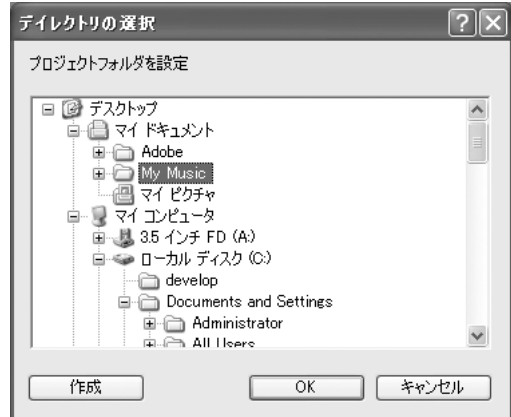 ディレクトリの選択
プロジェクトフォルダを設定
デスクトップ
マイ ドキュメント
Adobe
My Music
マイ ピクチャ
マイ コンピュータ
3.5 インチ FD (A:)
ローカル ディスク (C:)
develop
Documents and Settings
Administrator
All Users
作成
OK
キャンセル